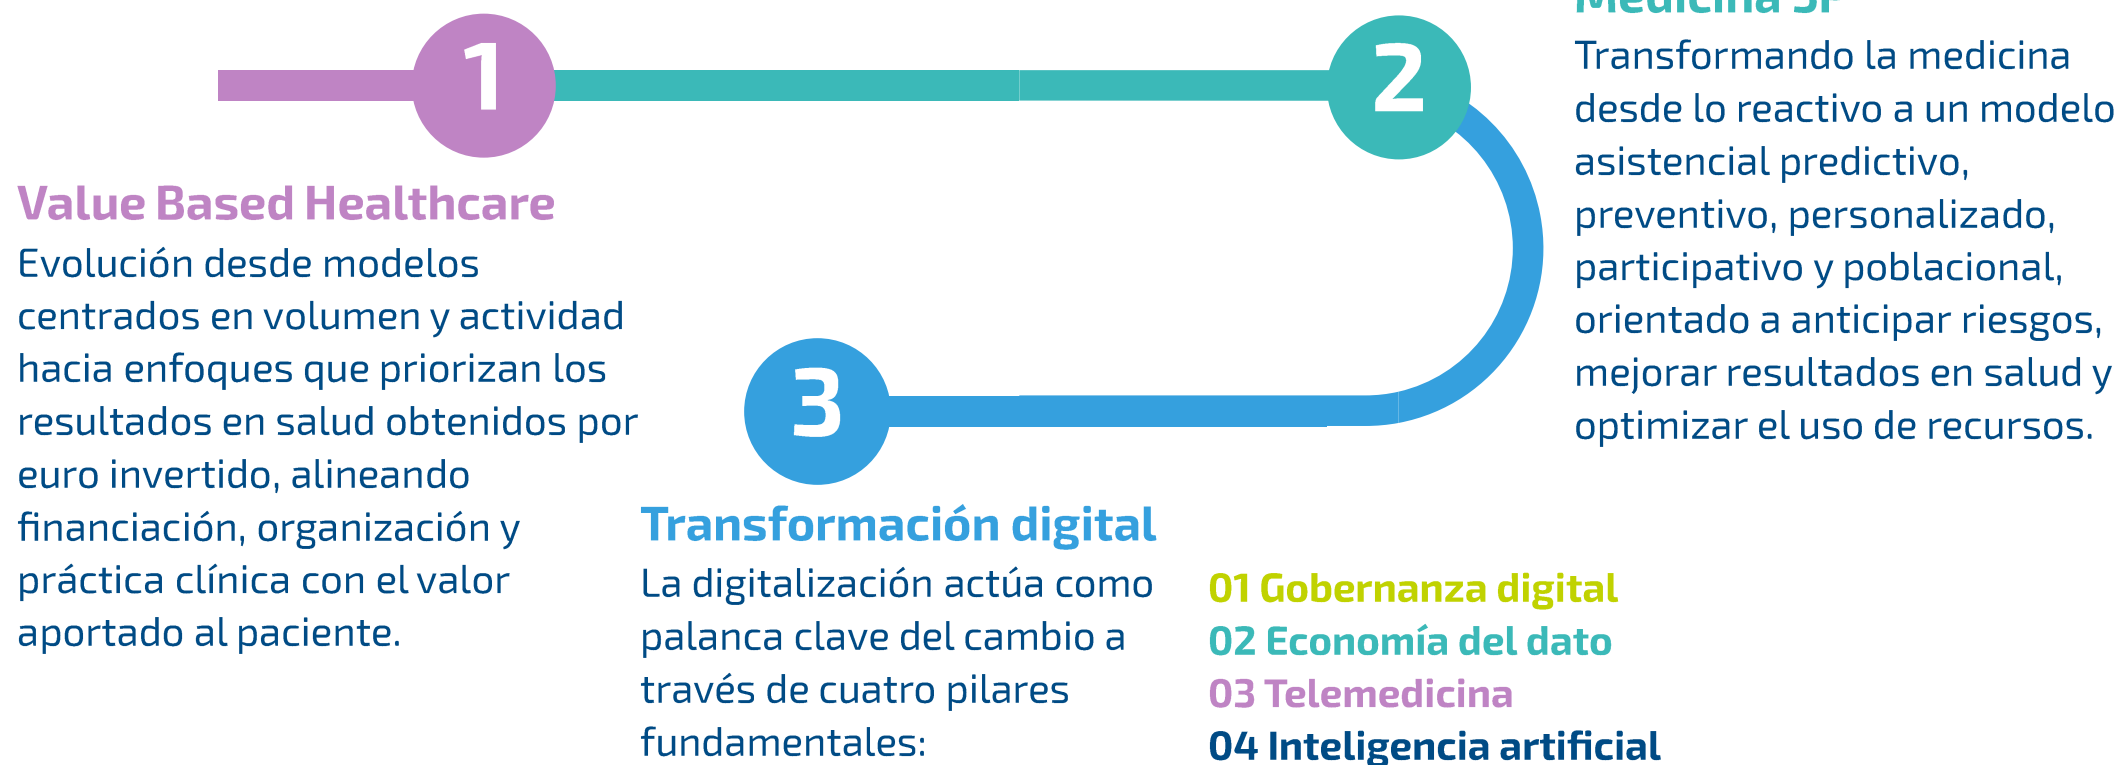 1
Value Based Healthcare
Evolución desde modelos
centrados en volumen y actividad
hacia enfoques que priorizan los
resultados en salud obtenidos por
euro invertido, alineando
financiación, organización y
práctica clínica con el valor
aportado al paciente.
2
Medicina 5P
Transformando la medicina
desde lo reactivo a un modelo
asistencial predictivo,
preventivo, personalizado,
participativo y poblacional,
orientado a anticipar riesgos,
mejorar resultados en salud y
optimizar el uso de recursos.
3
Transformación digital
La digitalización actúa como
palanca clave del cambio a
través de cuatro pilares
fundamentales:
01 Gobernanza digital
02 Economía del dato
03 Telemedicina
04 Inteligencia artificial